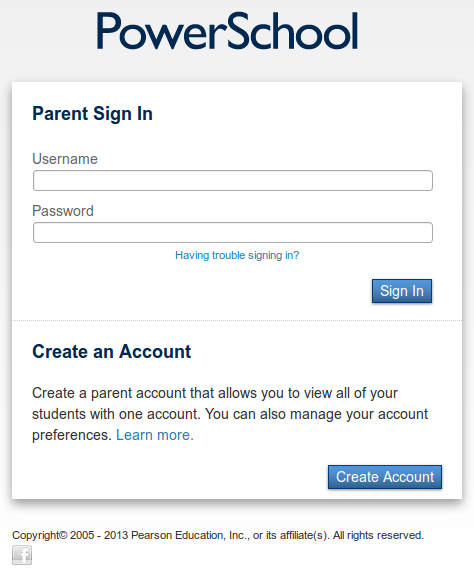 PowerSchool
Parent Sign In
Username
Password
Having trouble signing in?
Sign In
Create an Account
Create a parent account that allows you to view all of your
students with one account. You can also manage your account
preferences. Learn more.
Create Account
Copyright© 2005 - 2013 Pearson Education, Inc., or its affiliate(s). All rights reserved.
f